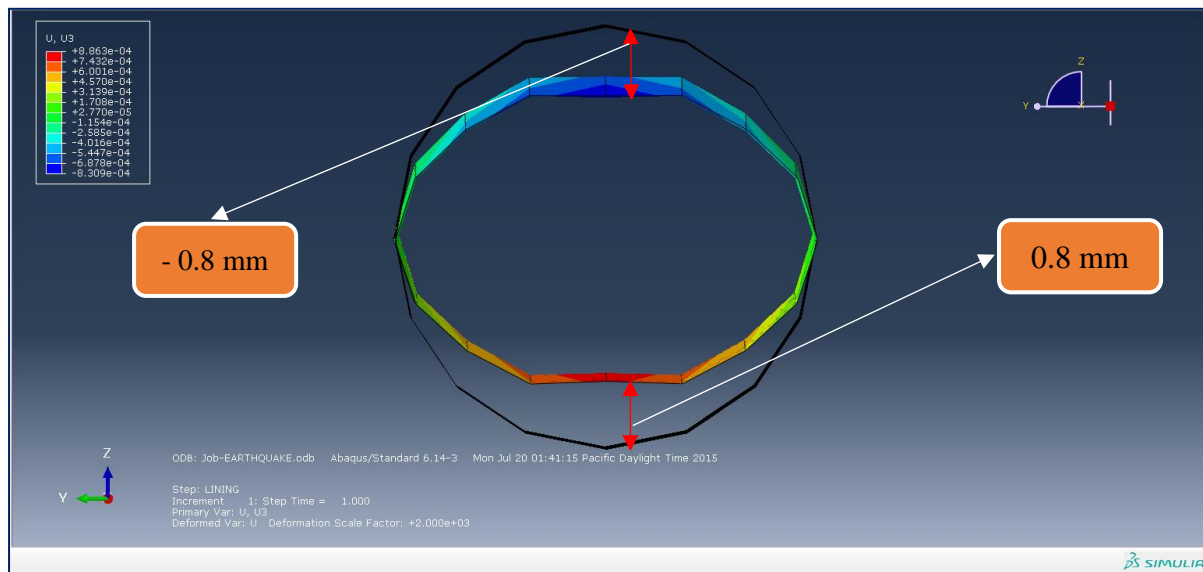 U, U3
+8.863e-04
+7.432e-04
+6.001e-04
+4.570e-04
+3.139e-04
+1.708e-04
+2.770e-05
-1.154e-04
-2.585e-04
-4.016e-04
-5.447e-04
-6.878e-04
-8.309e-04
Z
Y
X
- 0.8 mm
0.8 mm
Z
Y
ODB: Job-EARTHQUAKE.odb Abaqus/Standard 6.14-3 Mon Jul 20 01:41:15 Pacific Daylight Time 2015
Step: LINING
Increment 1: Step Time = 1.000
Primary Var: U, U3
Deformed Var: U Deformation Scale Factor: +2.000e+03
SIMULIA